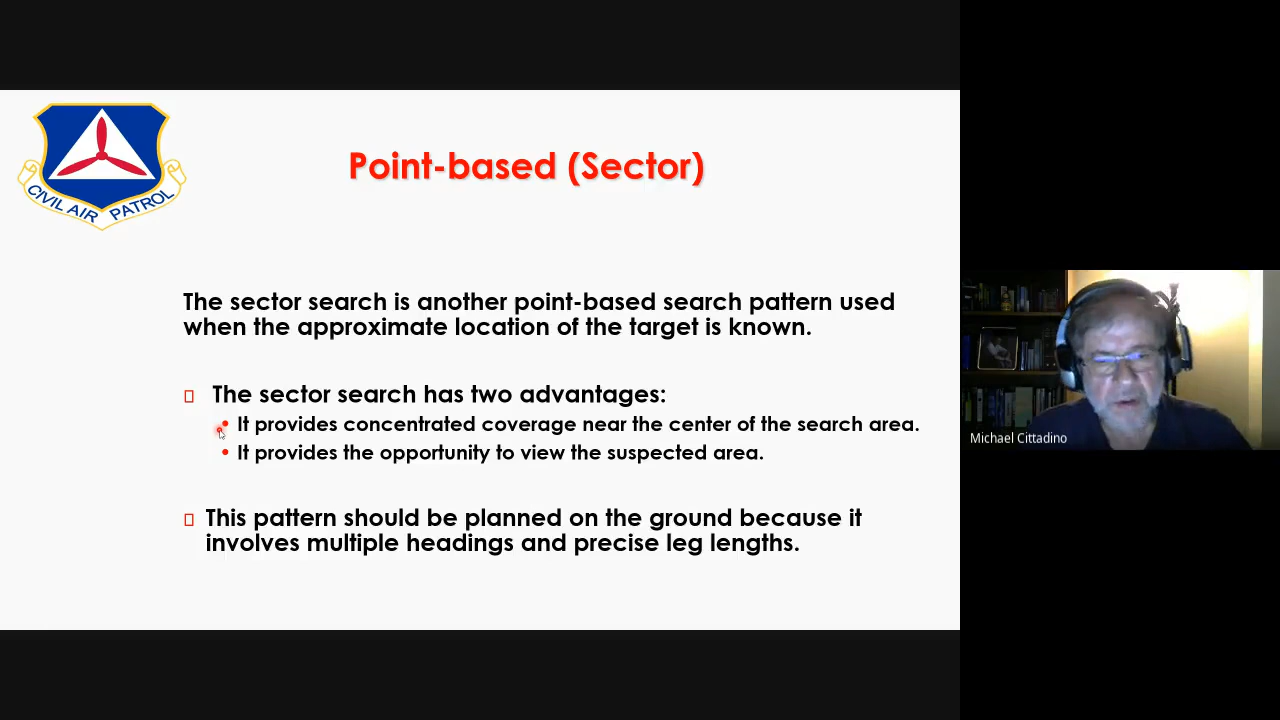 CIVIL AIR PATROL
Point-based (Sector)
The sector search is another point-based search pattern used
when the approximate location of the target is known.
The sector search has two advantages:
• It provides concentrated coverage near the center of the search area.
• It provides the opportunity to view the suspected area.
This pattern should be planned on the ground because it
involves multiple headings and precise leg lengths.
Michael Cittadino